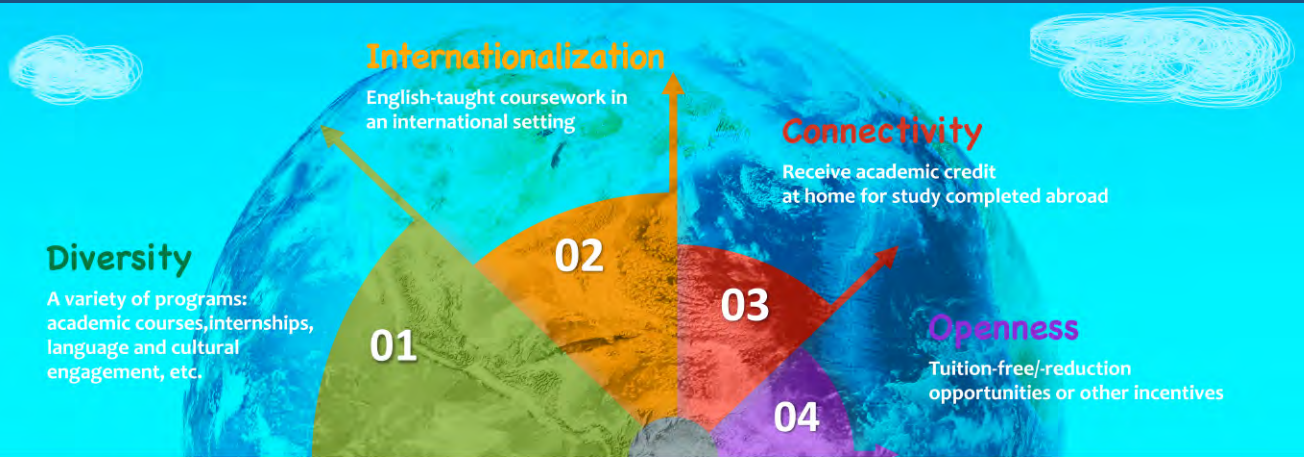 Internationalization
English-taught coursework in
an international setting
Connectivity
Receive academic credit
at home for study completed abroad
Diversity
A variety of programs:
academic courses,internships,
language and cultural
engagement, etc.
Openness
Tuition-free/-reduction
opportunities or other incentives
01
02
03
04